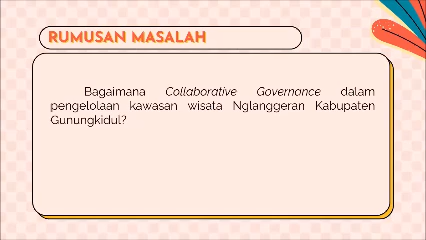 RUMUSAN MASALAH
Bagaimana Collaborative Governance dalam
pengelolaan kawasan wisata Nglanggeran Kabupaten
Gunungkidul?